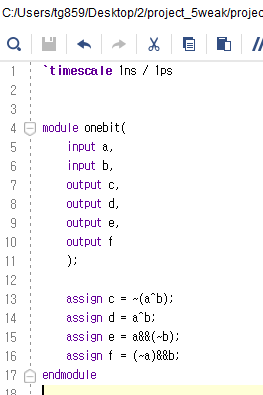 C:/Users/tg859/Desktop/2/project_5weak/projec
1 `timescale 1ns / 1ps
2
3
4 module onebit(
5 input a,
6 input b,
7 output c,
8 output d,
9 output e,
10 output f
11 );
12
13 assign c = ~(a^b);
14 assign d = a^b;
15 assign e = a&&(~b);
16 assign f = (~a)&&b;
17 endmodule
18